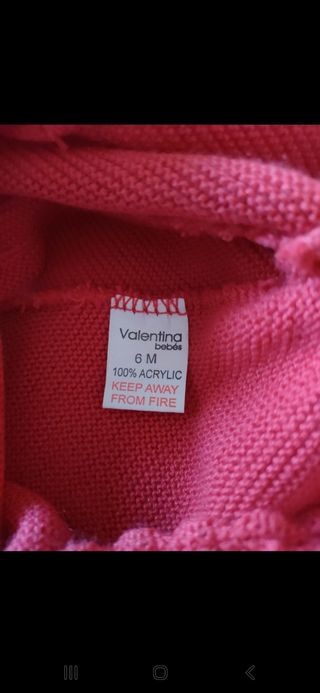 Valentina
bebés
6 M
100% ACRYLIC
KEEP AWAY
FROM FIRE